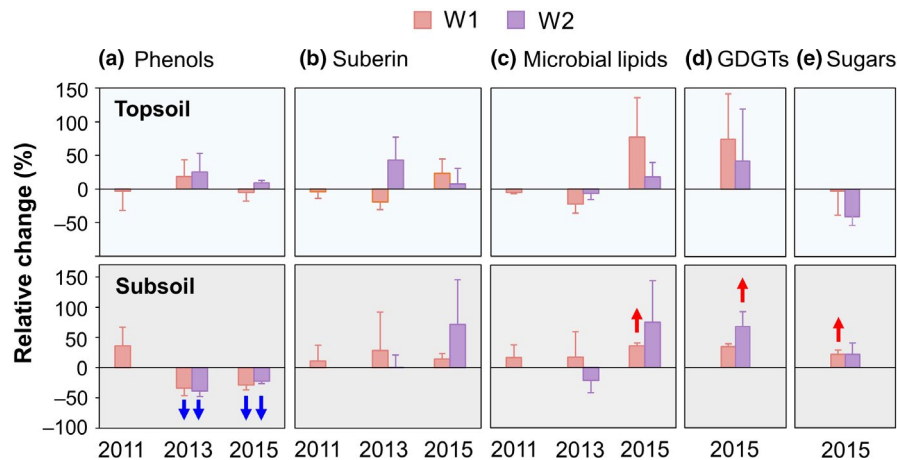 W1 W2
(a) Phenols (b) Suberin (c) Microbial lipids (d) GDGTs (e) Sugars
Relative change (%)
150
100
50
0
−50
Topsoil
150
100
50
0
−50
−100
Subsoil
2011 2013 2015 2011 2013 2015 2011 2013 2015 2015 2015